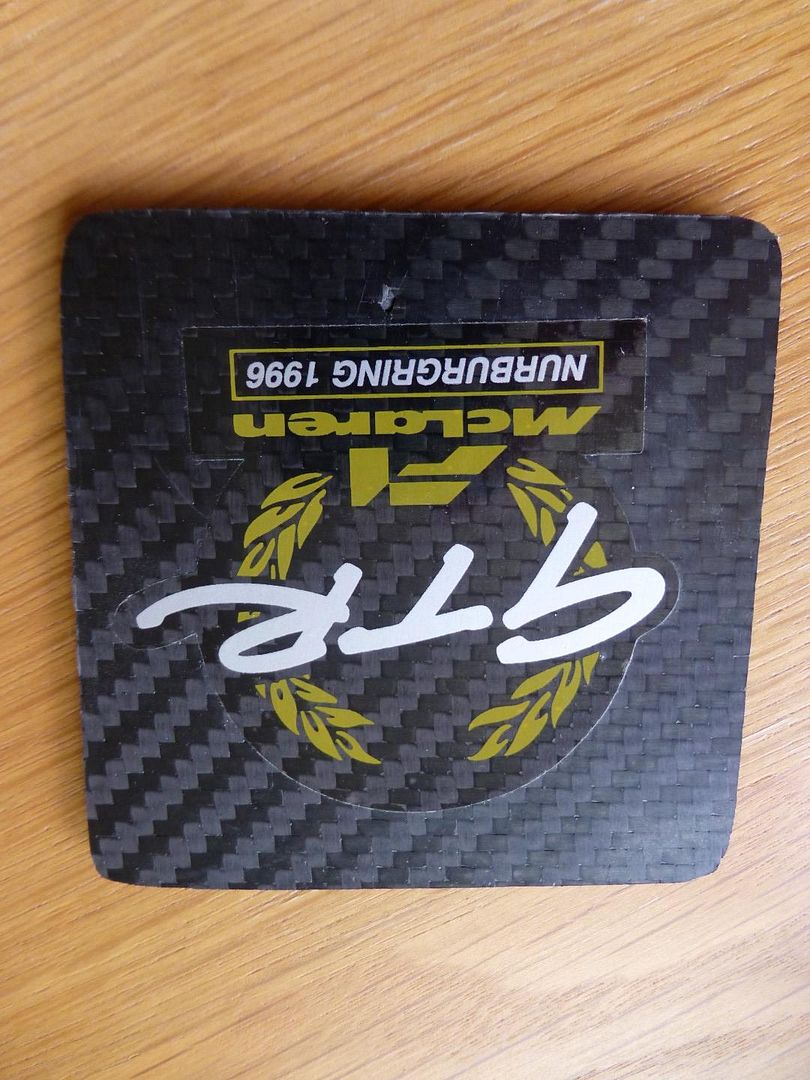 GTR
F1
McLaren
NURBURGRING 1996